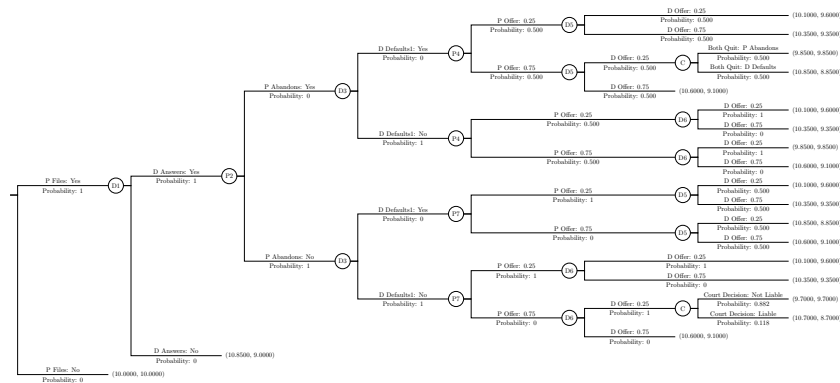 D Offer: 0.25
Probability: 0.500
(10.1000, 9.6000)
P Offer: 0.25
Probability: 0.500
D5
D Offer: 0.75
Probability: 0.500
(10.3500, 9.3500)
D Defaults1: Yes
Probability: 0
P4
Both Quit: P Abandons
Probability: 0.500
(9.8500, 9.8500)
D Offer: 0.25
Probability: 0.500
C
P Offer: 0.75
Probability: 0.500
D5
Both Quit: D Defaults
Probability: 0.500
(10.8500, 8.8500)
D Offer: 0.75
Probability: 0.500
(10.6000, 9.1000)
P Abandons: Yes
Probability: 0
D3
D Offer: 0.25
Probability: 1
(10.1000, 9.6000)
P Offer: 0.25
Probability: 0.500
D6
D Offer: 0.75
Probability: 0
(10.3500, 9.3500)
D Defaults1: No
Probability: 1
P4
D Offer: 0.25
Probability: 1
(9.8500, 9.8500)
P Offer: 0.75
Probability: 0.500
D6
D Offer: 0.75
Probability: 0
(10.6000, 9.1000)
D Answers: Yes
Probability: 1
P2
P Files: Yes
Probability: 1
D1
D Offer: 0.25
Probability: 0.500
(10.1000, 9.6000)
P Offer: 0.25
Probability: 1
D5
D Offer: 0.75
Probability: 0.500
(10.3500, 9.3500)
D Defaults1: Yes
Probability: 0
P7
D Offer: 0.25
Probability: 0.500
(10.8500, 8.8500)
P Offer: 0.75
Probability: 0
D5
D Offer: 0.75
Probability: 0.500
(10.6000, 9.1000)
P Abandons: No
Probability: 1
D3
D Offer: 0.25
Probability: 1
(10.1000, 9.6000)
P Offer: 0.25
Probability: 1
D6
D Offer: 0.75
Probability: 0
(10.3500, 9.3500)
D Defaults1: No
Probability: 1
P7
Court Decision: Not Liable
Probability: 0.882
(9.7000, 9.7000)
D Offer: 0.25
Probability: 1
C
P Offer: 0.75
Probability: 0
D6
Court Decision: Liable
Probability: 0.118
(10.7000, 8.7000)
D Offer: 0.75
Probability: 0
(10.6000, 9.1000)
D Answers: No
Probability: 0
(10.8500, 9.0000)
P Files: No
Probability: 0
(10.0000, 10.0000)